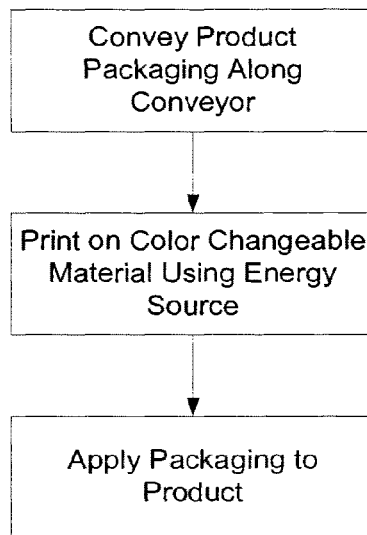 Convey Product
Packaging Along
Conveyor
Print on Color Changeable
Material Using Energy
Source
Apply Packaging to
Product